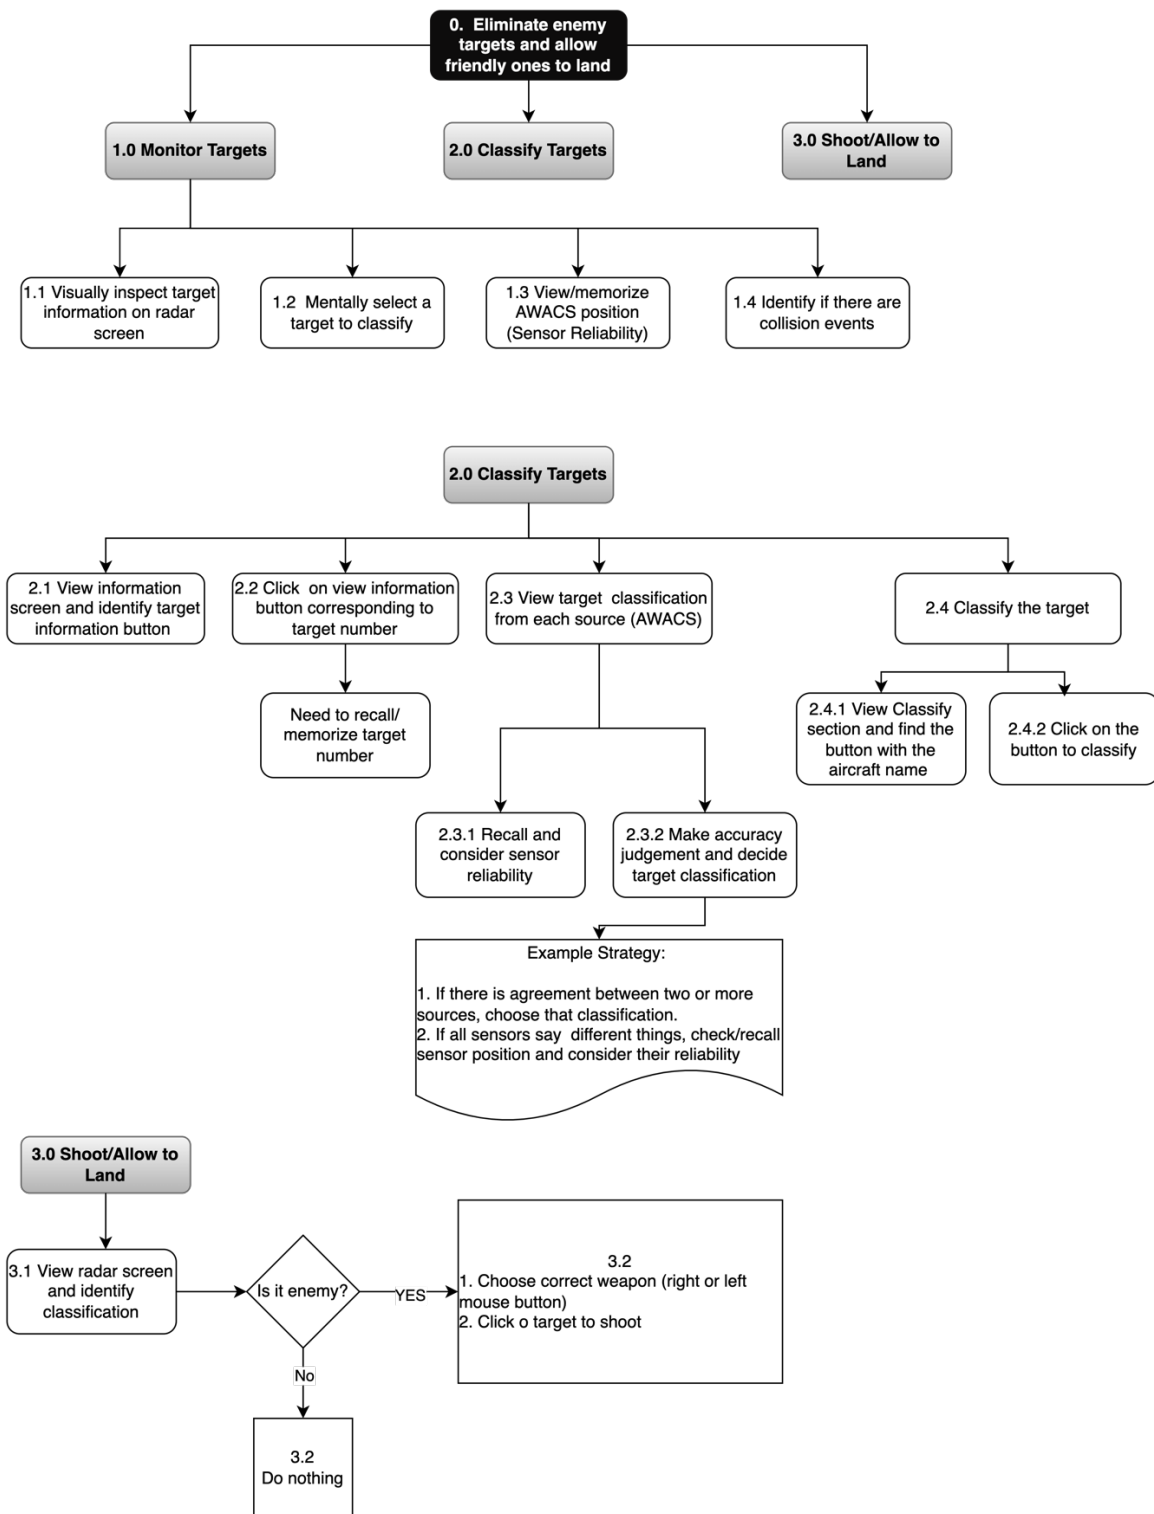 0. Eliminate enemy
targets and allow
friendly ones to land
1.0 Monitor Targets
2.0 Classify Targets
3.0 Shoot/Allow to
Land
1.1 Visually inspect target
information on radar
screen
1.2 Mentally select a
target to classify
1.3 View/memorize
AWACS position
(Sensor Reliability)
1.4 Identify if there are
collision events
2.0 Classify Targets
2.1 View information
screen and identify target
information button
2.2 Click on view information
button corresponding to
target number
2.3 View target classification
from each source (AWACS)
2.4 Classify the target
Need to recall/
memorize target
number
2.4.1 View Classify
section and find the
button with the
aircraft name
2.4.2 Click on the
button to classify
2.3.1 Recall and
consider sensor
reliability
2.3.2 Make accuracy
judgement and decide
target classification
Example Strategy:
1. If there is agreement between two or more
sources, choose that classification.
2. If all sensors say different things, check/recall
sensor position and consider their reliability
3.0 Shoot/Allow to
Land
3.1 View radar screen
and identify
classification
Is it enemy?
YES
3.2
1. Choose correct weapon (right or left
mouse button)
2. Click o target to shoot
No
3.2
Do nothing